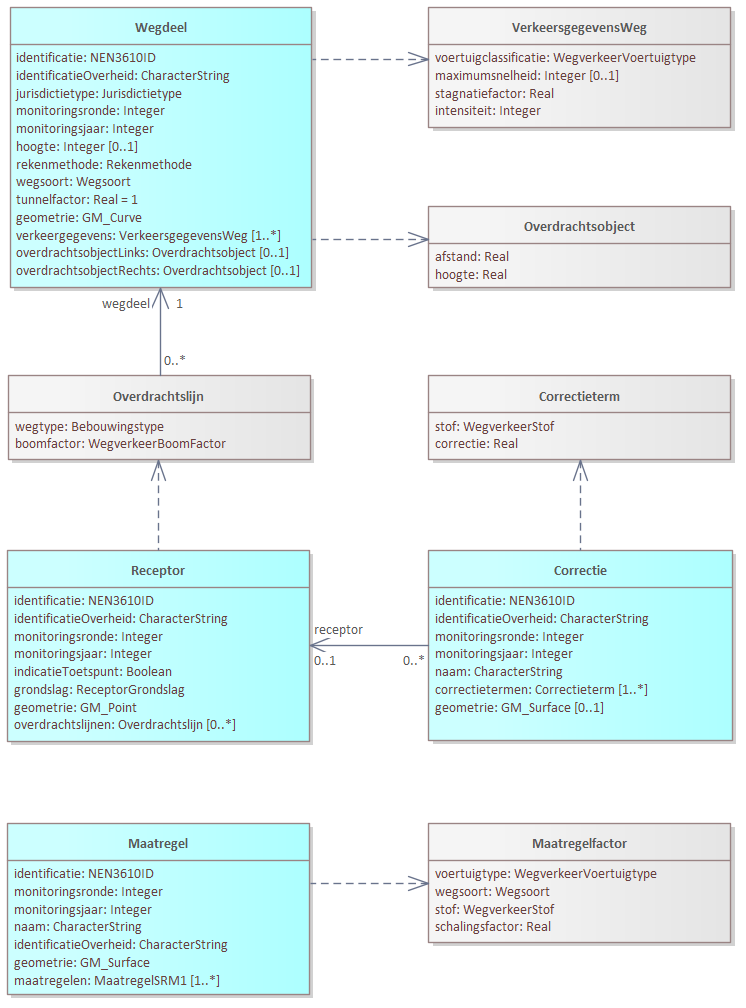 Wegdeel
identificatie: NEN3610ID
identificatieOverheid: CharacterString
jurisdictietype: Jurisdictietype
monitoringsronde: Integer
monitoringsjaar: Integer
hoogte: Integer [0..1]
rekenmethode: Rekenmethode
wegsoort: Wegsoort
tunnelfactor: Real = 1
geometrie: GM_Curve
verkeergegevens: VerkeersgegevensWeg [1..*]
overdrachtsobjectLinks: Overdrachtsobject [0..1]
overdrachtsobjectRechts: Overdrachtsobject [0..1]
VerkeersgegevensWeg
voertuigclassificatie: WegverkeerVoertuigtype
maximumsnelheid: Integer [0..1]
stagnatiefactor: Real
intensiteit: Integer
Overdrachtsobject
afstand: Real
hoogte: Real
wegdeel 1
0..*
Overdrachtslijn
wegtype: Bebouwingstype
boomfactor: WegverkeerBoomFactor
Correctieterm
stof: WegverkeerStof
correctie: Real
Receptor
identificatie: NEN3610ID
identificatieOverheid: CharacterString
monitoringsronde: Integer
monitoringsjaar: Integer
indicatieToetspunt: Boolean
grondslag: ReceptorGrondslag
geometrie: GM_Point
overdrachtslijnen: Overdrachtslijn [0..*]
receptor
0..1 0..*
Correctie
identificatie: NEN3610ID
identificatieOverheid: CharacterString
monitoringsronde: Integer
monitoringsjaar: Integer
naam: CharacterString
correctietermen: Correctieterm [1..*]
geometrie: GM_Surface [0..1]
Maatregel
identificatie: NEN3610ID
monitoringsronde: Integer
monitoringsjaar: Integer
naam: CharacterString
identificatieOverheid: CharacterString
geometrie: GM_Surface
maatregelen: MaatregelSRM1 [1..*]
Maatregelfactor
voertuigtype: WegverkeerVoertuigtype
wegsoort: Wegsoort
stof: WegverkeerStof
schalingsfactor: Real